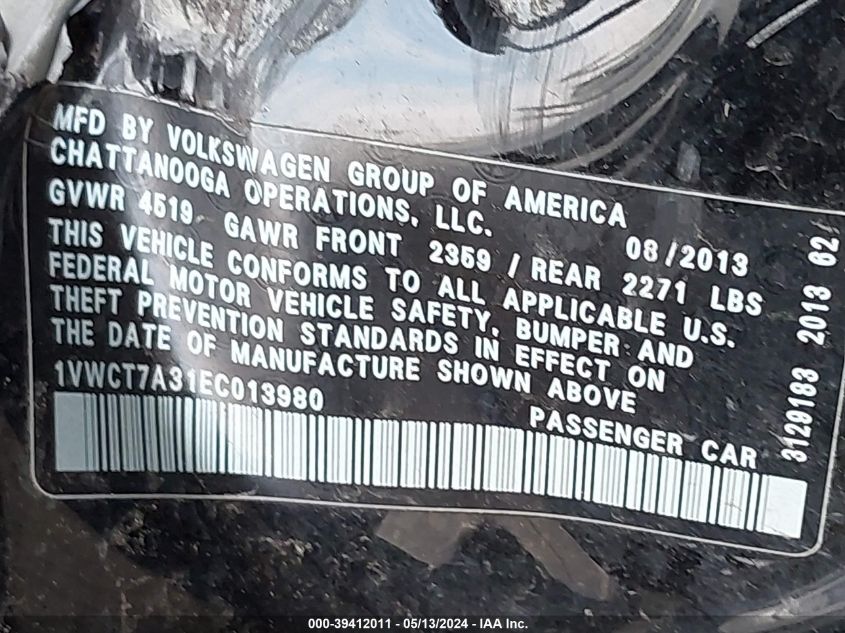 MFD BY VOLKSWAGEN GROUP OF AMERICA
CHATTANOOGA OPERATIONS, LLC.
08/2013
GVWR 4519 GAWR FRONT 2359 / REAR 2271 LBS
THIS VEHICLE CONFORMS TO ALL APPLICABLE U.S.
FEDERAL MOTOR VEHICLE SAFETY, BUMPER AND
THEFT PREVENTION STANDARDS IN EFFECT ON
THE DATE OF MANUFACTURE SHOWN ABOVE
1VWCT7A31EC013980
PASSENGER CAR
3129183 2013 62
000-39412011 - 05/13/2024 - IAA Inc.